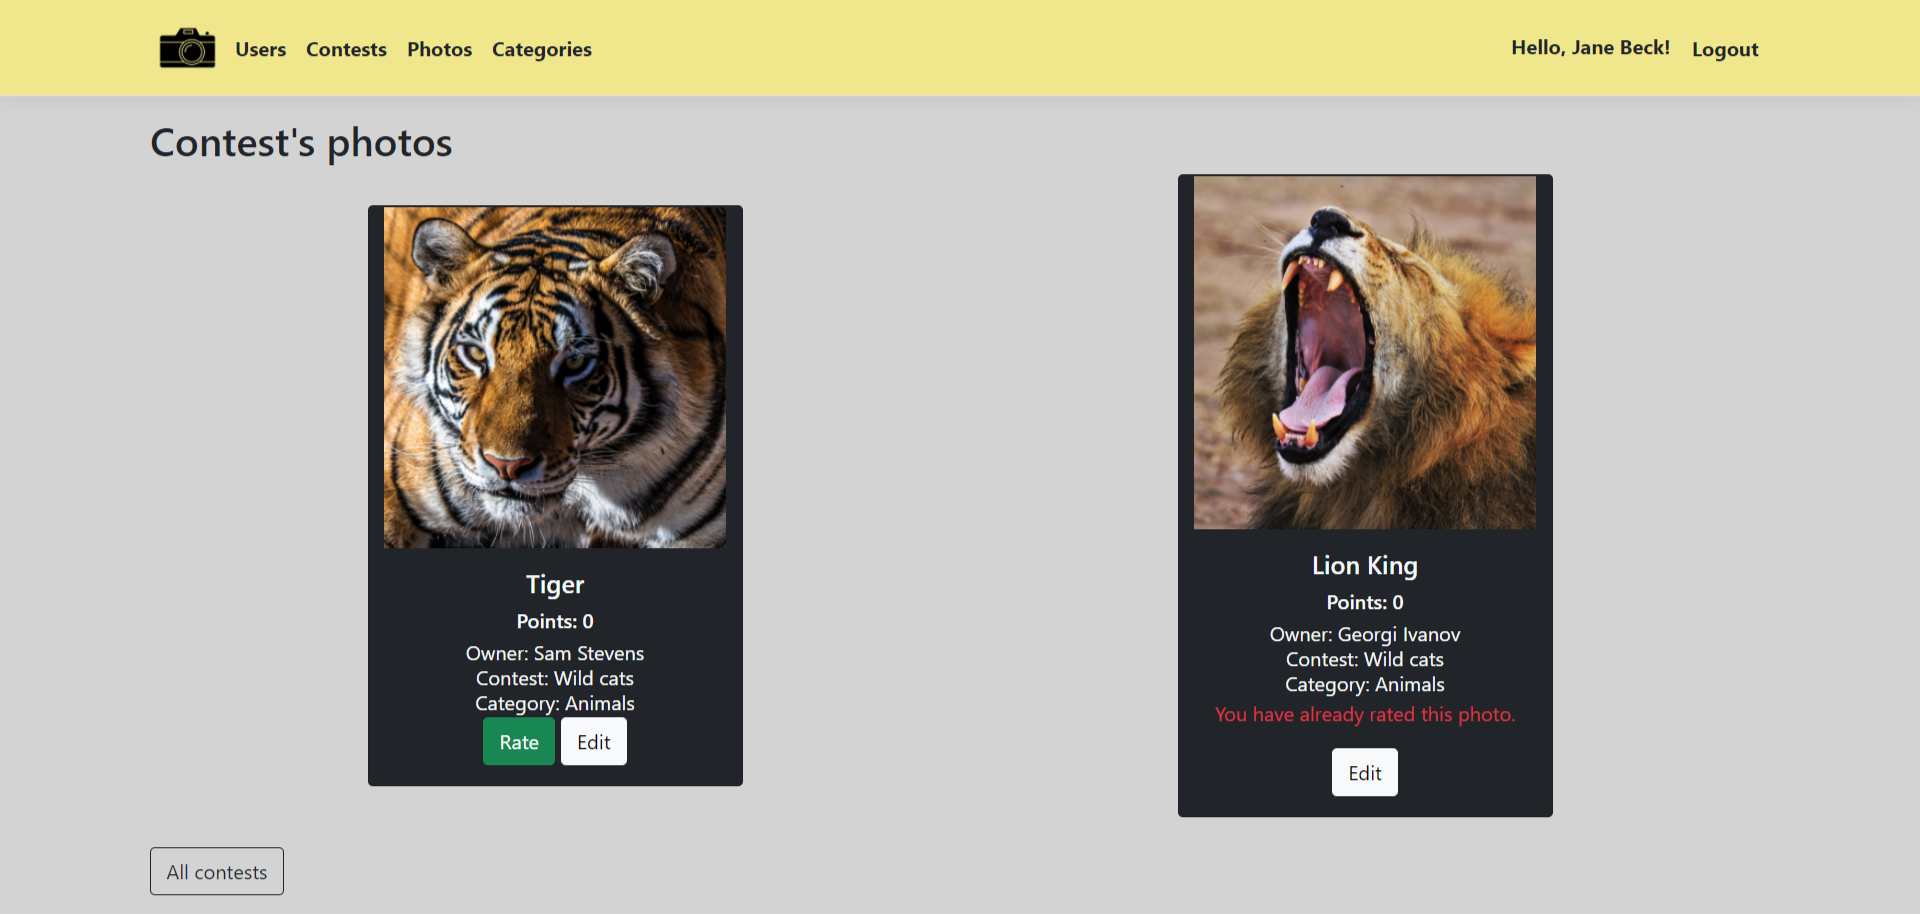 Users Contests Photos Categories Hello, Jane Beck! Logout
Contest's photos
Tiger
Points: 0
Owner: Sam Stevens
Contest: Wild cats
Category: Animals
Rate Edit
Lion King
Points: 0
Owner: Georgi Ivanov
Contest: Wild cats
Category: Animals
You have already rated this photo.
Edit
All contests